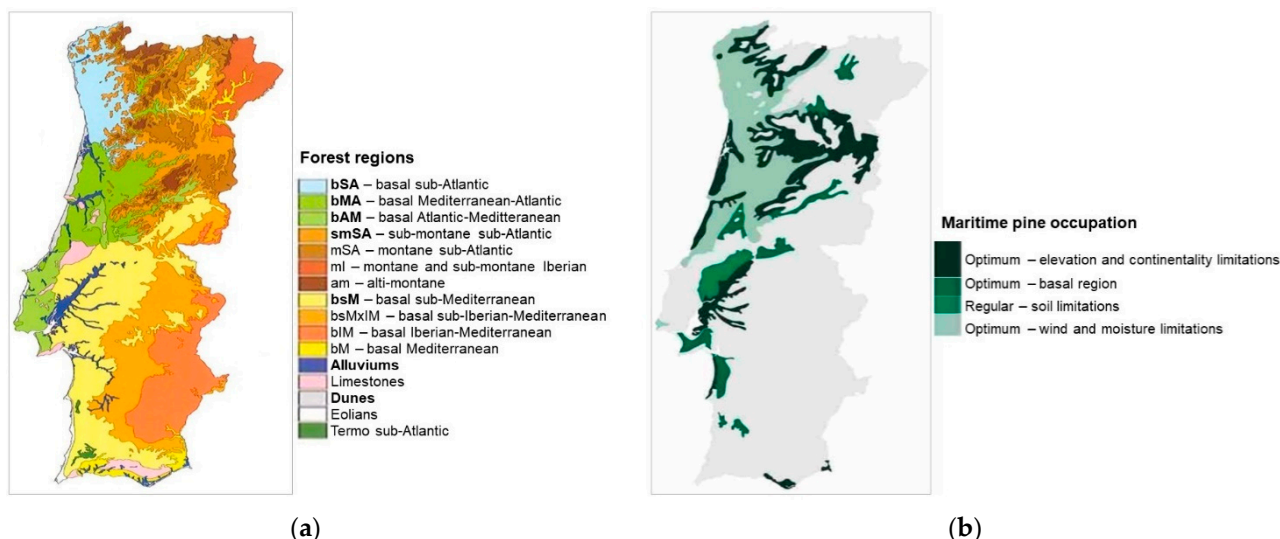 Forest regions
bSA – basal sub-Atlantic
bMA – basal Mediterranean-Atlantic
bAM – basal Atlantic-Meditteranean
smSA – sub-montane sub-Atlantic
mSA – montane sub-Atlantic
mI – montane and sub-montane Iberian
am – alti-montane
bsM – basal sub-Mediterranean
bsMxIM – basal sub-Iberian-Mediterranean
bIM – basal Iberian-Mediterranean
bM – basal Mediterranean
Alluviums
Limestones
Dunes
Eolians
Termo sub-Atlantic
(a)
Maritime pine occupation
Optimum – elevation and continentality limitations
Optimum – basal region
Regular – soil limitations
Optimum – wind and moisture limitations
(b)